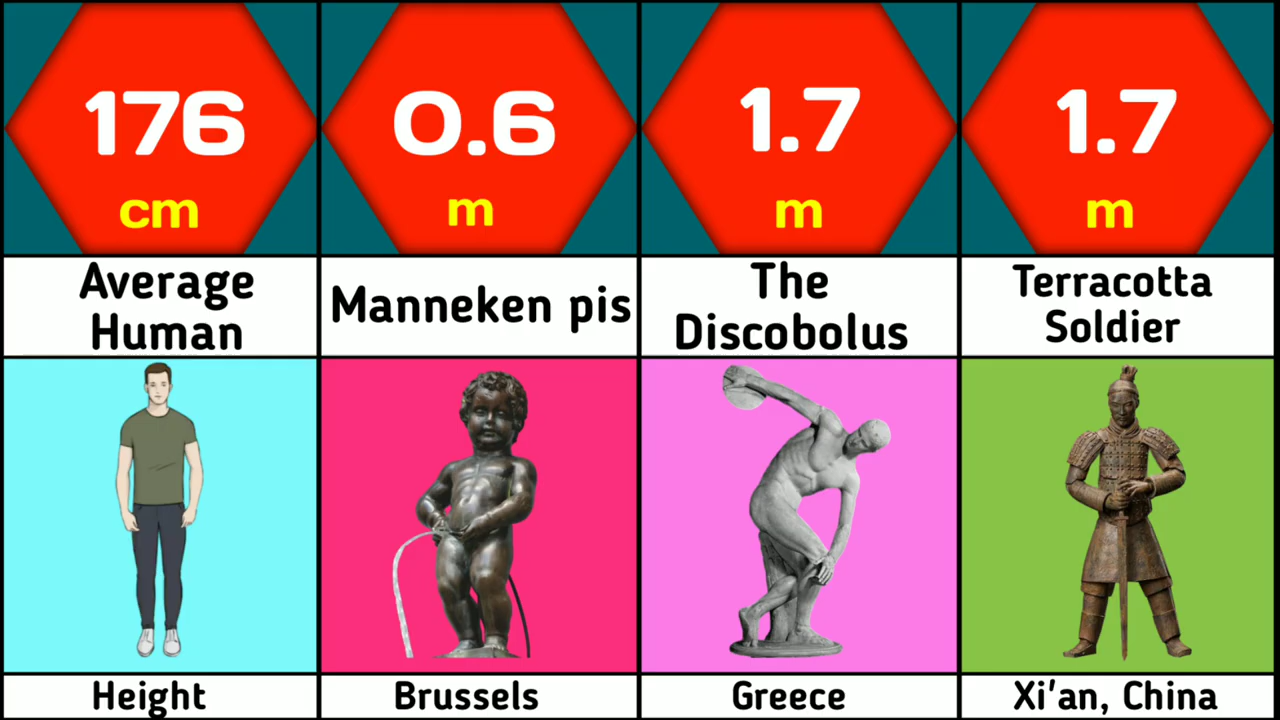 176
cm
Average
Human
Height
0.6
m
Manneken pis
Brussels
1.7
m
The
Discobolus
Greece
1.7
m
Terracotta
Soldier
Xi'an, China